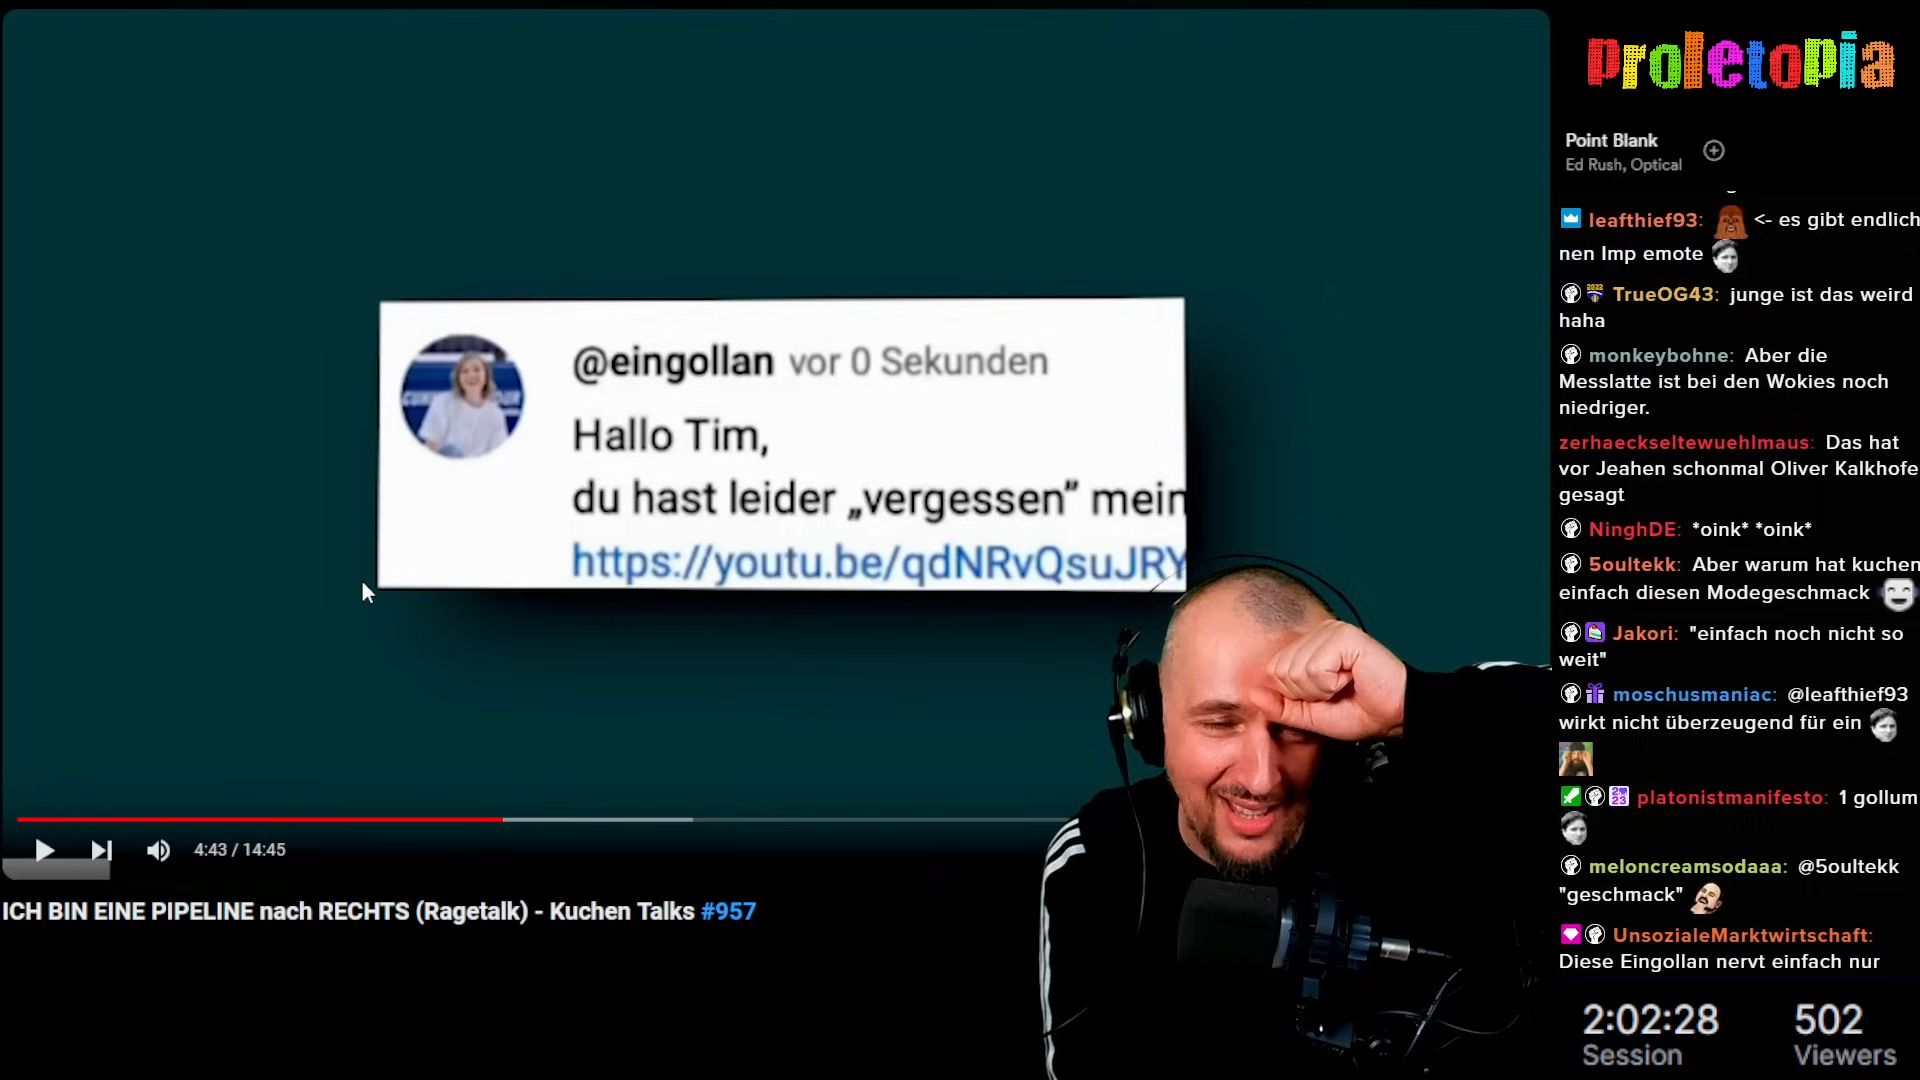 @eingollan vor 0 Sekunden
Hallo Tim,
du hast leider „vergessen” mein
https://youtu.be/qdNRvQsuJRY
4:43 / 14:45
ICH BIN EINE PIPELINE nach RECHTS (Ragetalk) - Kuchen Talks #957
Proletopia
Point Blank
Ed Rush, Optical
leafthief93: <- es gibt endlich
nen Imp emote
TrueOG43: junge ist das weird
haha
monkeybohne: Aber die
Messlatte ist bei den Wokies noch
niedriger.
zerhaeckseltewuehlmaus: Das hat
vor Jeahen schonmal Oliver Kalkhofe
gesagt
NinghDE: *oink* *oink*
5oultekk: Aber warum hat kuchen
einfach diesen Modegeschmack
Jakori: "einfach noch nicht so
weit"
moschusmaniac: @leafthief93
wirkt nicht überzeugend für ein
platonistmanifesto: 1 gollum
meloncreamsodaaa: @5oultekk
"geschmack"
UnsozialeMarktwirtschaft:
Diese Eingollan nervt einfach nur
2:02:28 502
Session Viewers